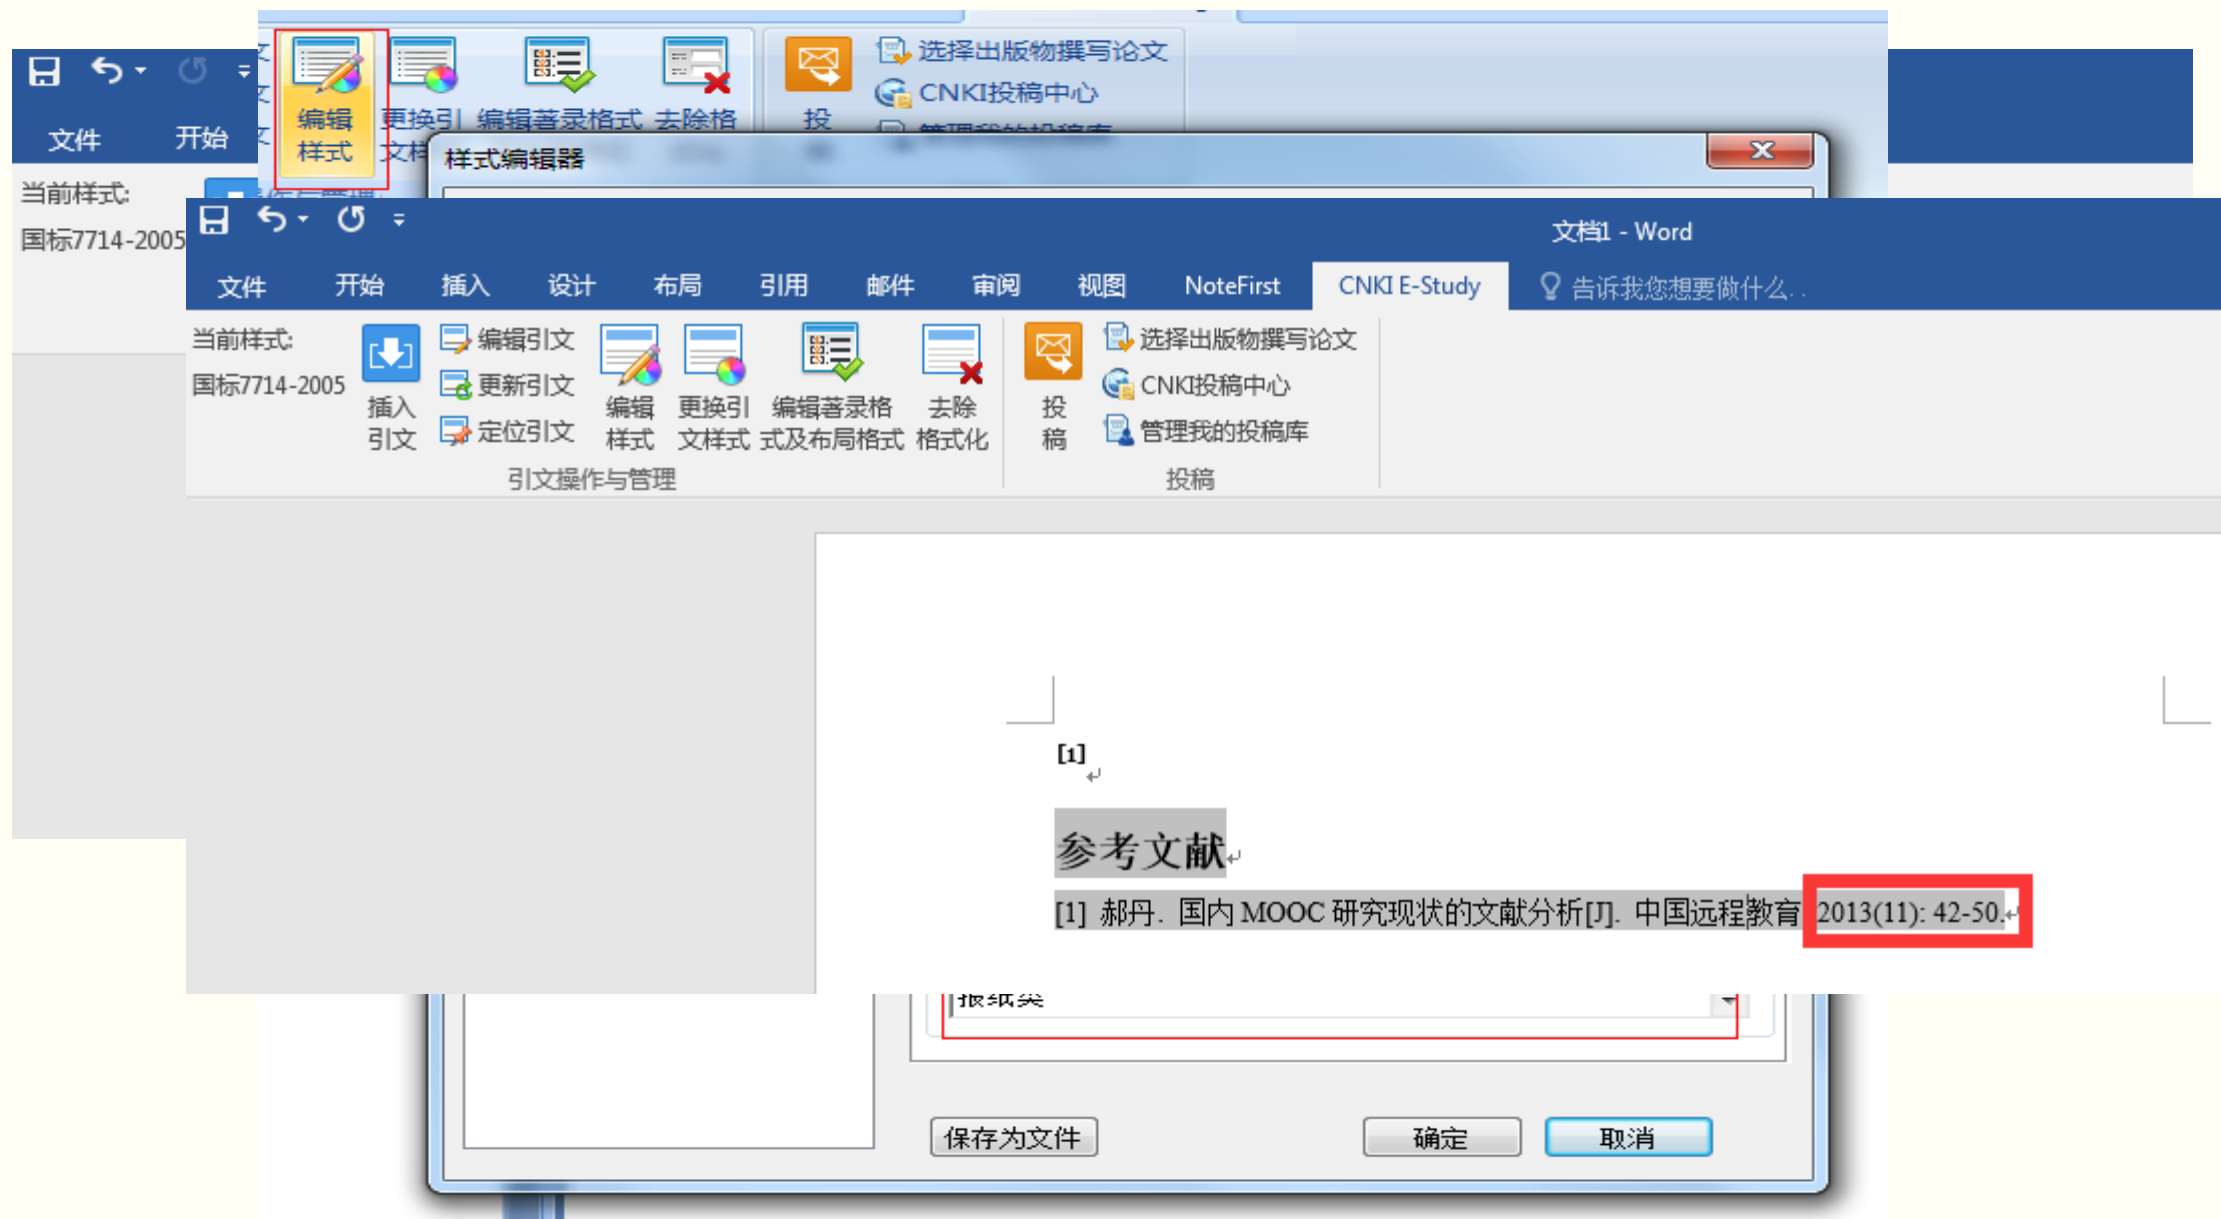 选择出版物撰写论文
CNKI投稿中心
编辑
样式
更换引
编辑著录格式
去除格
投
文件
开始
样式编辑器
当前样式:
国标7714-2005
文档1 - Word
文件
开始
插入
设计
布局
引用
邮件
审阅
视图
NoteFirst
CNKI E-Study
告诉我您想要做什么...
当前样式:
国标7714-2005
插入
引文
编辑引文
更新引文
定位引文
编辑
样式
更换引
文样式
编辑著录格
式及布局格式
去除
格式化
引文操作与管理
投
稿
选择出版物撰写论文
CNKI投稿中心
管理我的投稿库
投稿
[1]
参考文献
[1] 郝丹. 国内 MOOC 研究现状的文献分析[J]. 中国远程教育 2013(11): 42-50.
报纸类
保存为文件
确定
取消